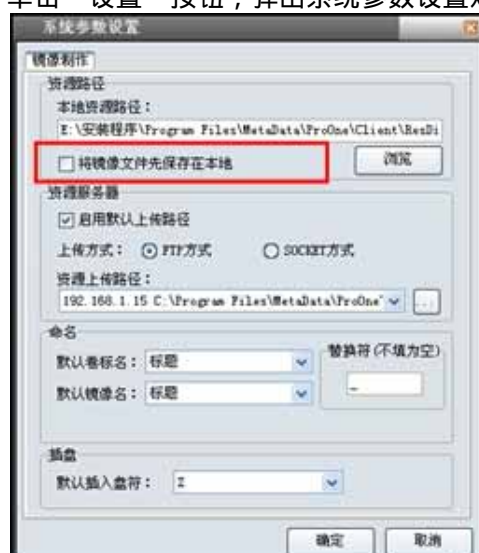 单击“设置”按钮，弹出系统参数设置
系统参数设置
镜像制作
资源路径
本地资源路径：
E:\安装程序\Program Files\MetaData\ProOne\Client\ResDi
将镜像文件先保存在本地
浏览
资源服务器
启用默认上传路径
上传方式： FTP方式 SOCKET方式
资源上传路径：
192.168.1.15 C:\Program Files\MetaData\ProOne ...
命名
默认卷标名： 标题
替换符(不填为空)
默认镜像名： 标题
_
插盘
默认插入盘符： Z
确定 取消